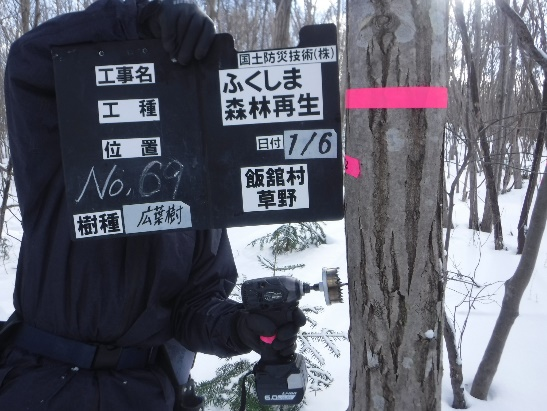 国土防災技術(株)
工事名
ふくしま
森林再生
工種
日付 1/6
位置
No.69
飯舘村
草野
樹種 広葉樹
6.0